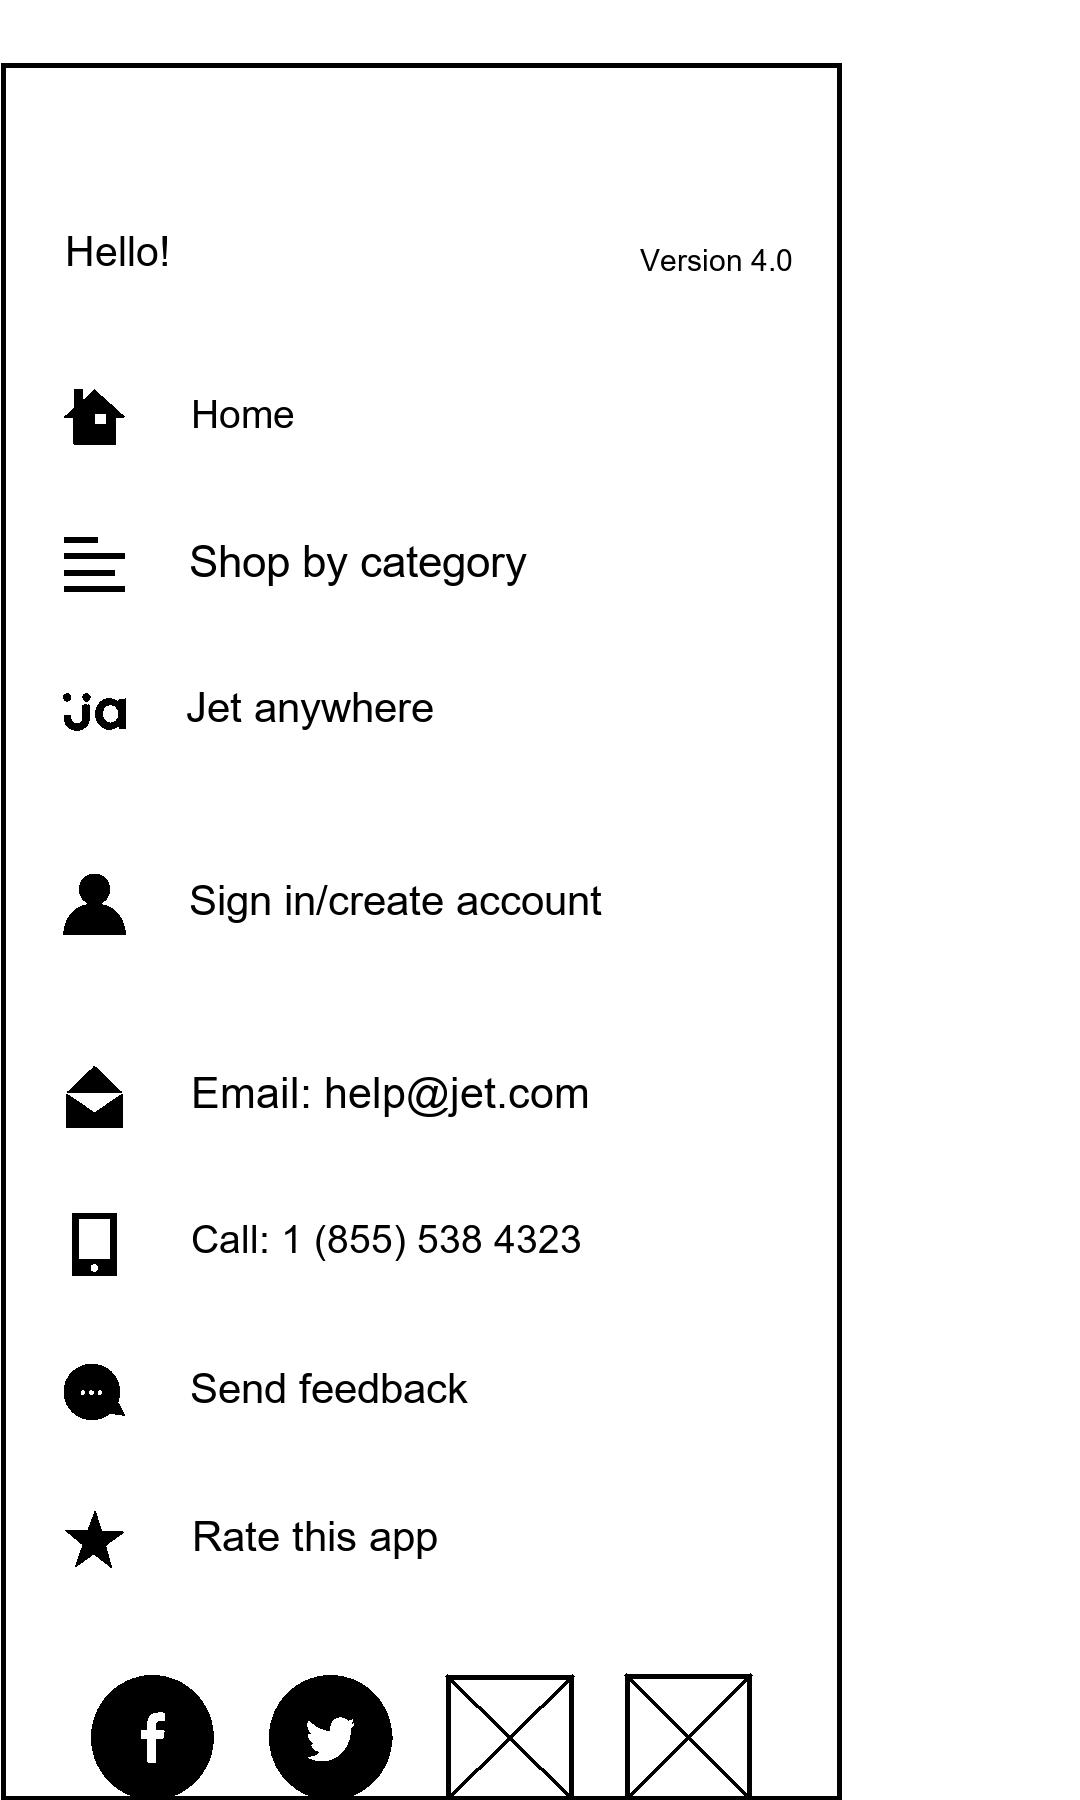 Hello!
Version 4.0
Home
Shop by category
ja
Jet anywhere
Sign in/create account
Email: help@jet.com
Call: 1 (855) 538 4323
Send feedback
Rate this app
f